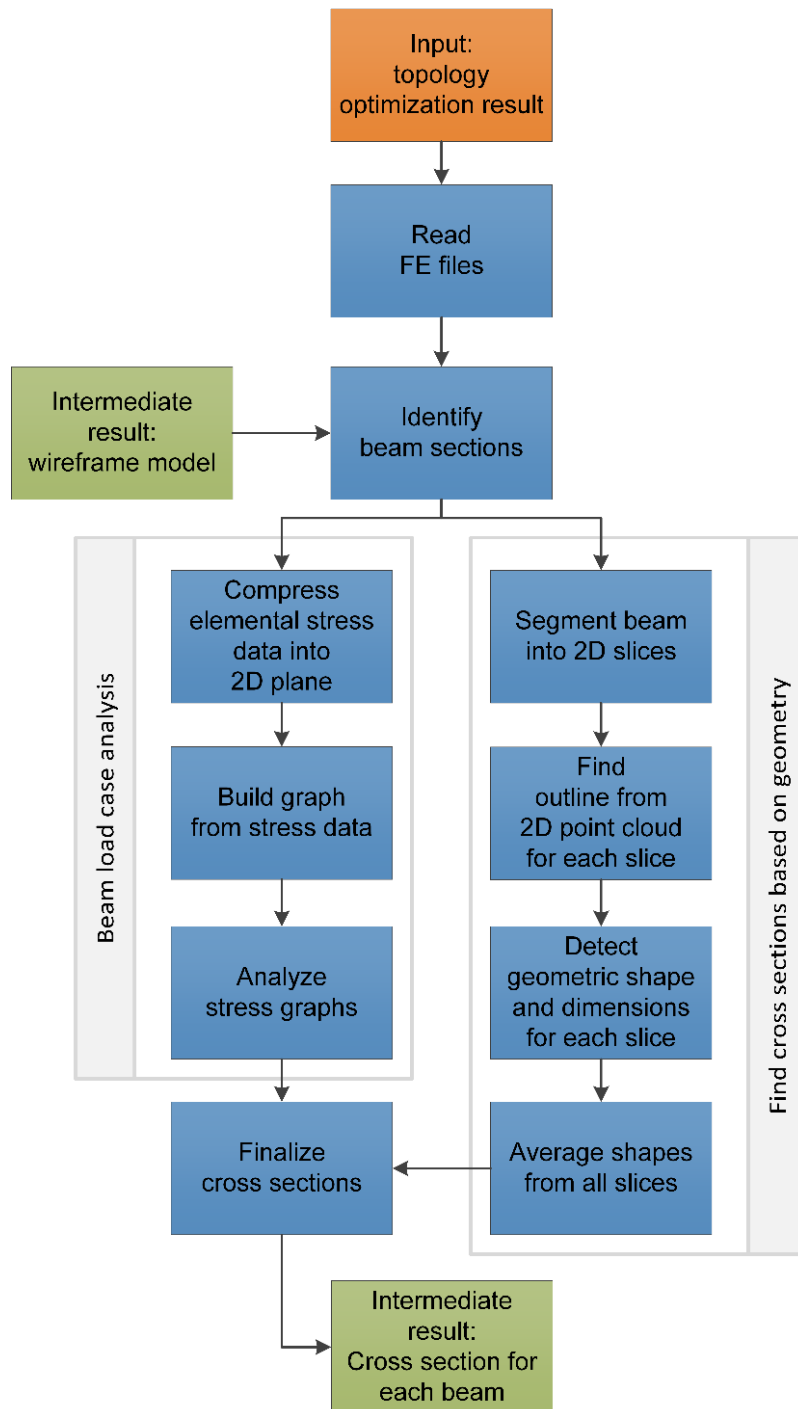 Input:
topology
optimization result
Read
FE files
Intermediate
result:
wireframe model
Identify
beam sections
Beam load case analysis
Compress
elemental stress
data into
2D plane
Segment beam
into 2D slices
Build graph
from stress data
Find
outline from
2D point cloud
for each slice
Analyze
stress graphs
Detect
geometric shape
and dimensions
for each slice
Find cross sections based on geometry
Finalize
cross sections
Average shapes
from all slices
Intermediate
result:
Cross section for
each beam